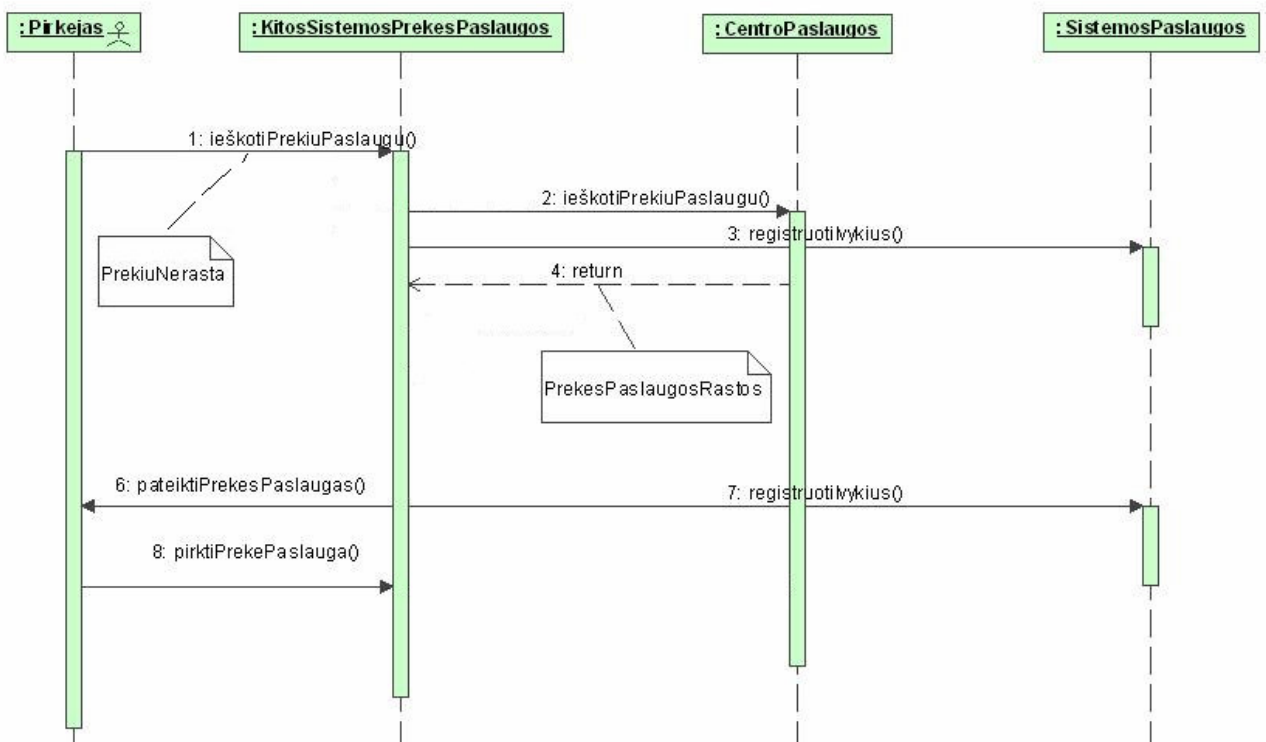 : Pirkejas
: KitosSistemosPrekesPaslaugos
: CentroPaslaugos
: SistemosPaslaugos
1: ieškotiPrekiuPaslaugu()
2: ieškotiPrekiuPaslaugu()
3: registruotiIvykius()
PrekiuNerasta
4: return
PrekesPaslaugosRastos
6: pateiktiPrekesPaslaugas()
7: registruotiIvykius()
8: pirktiPrekePaslauga()